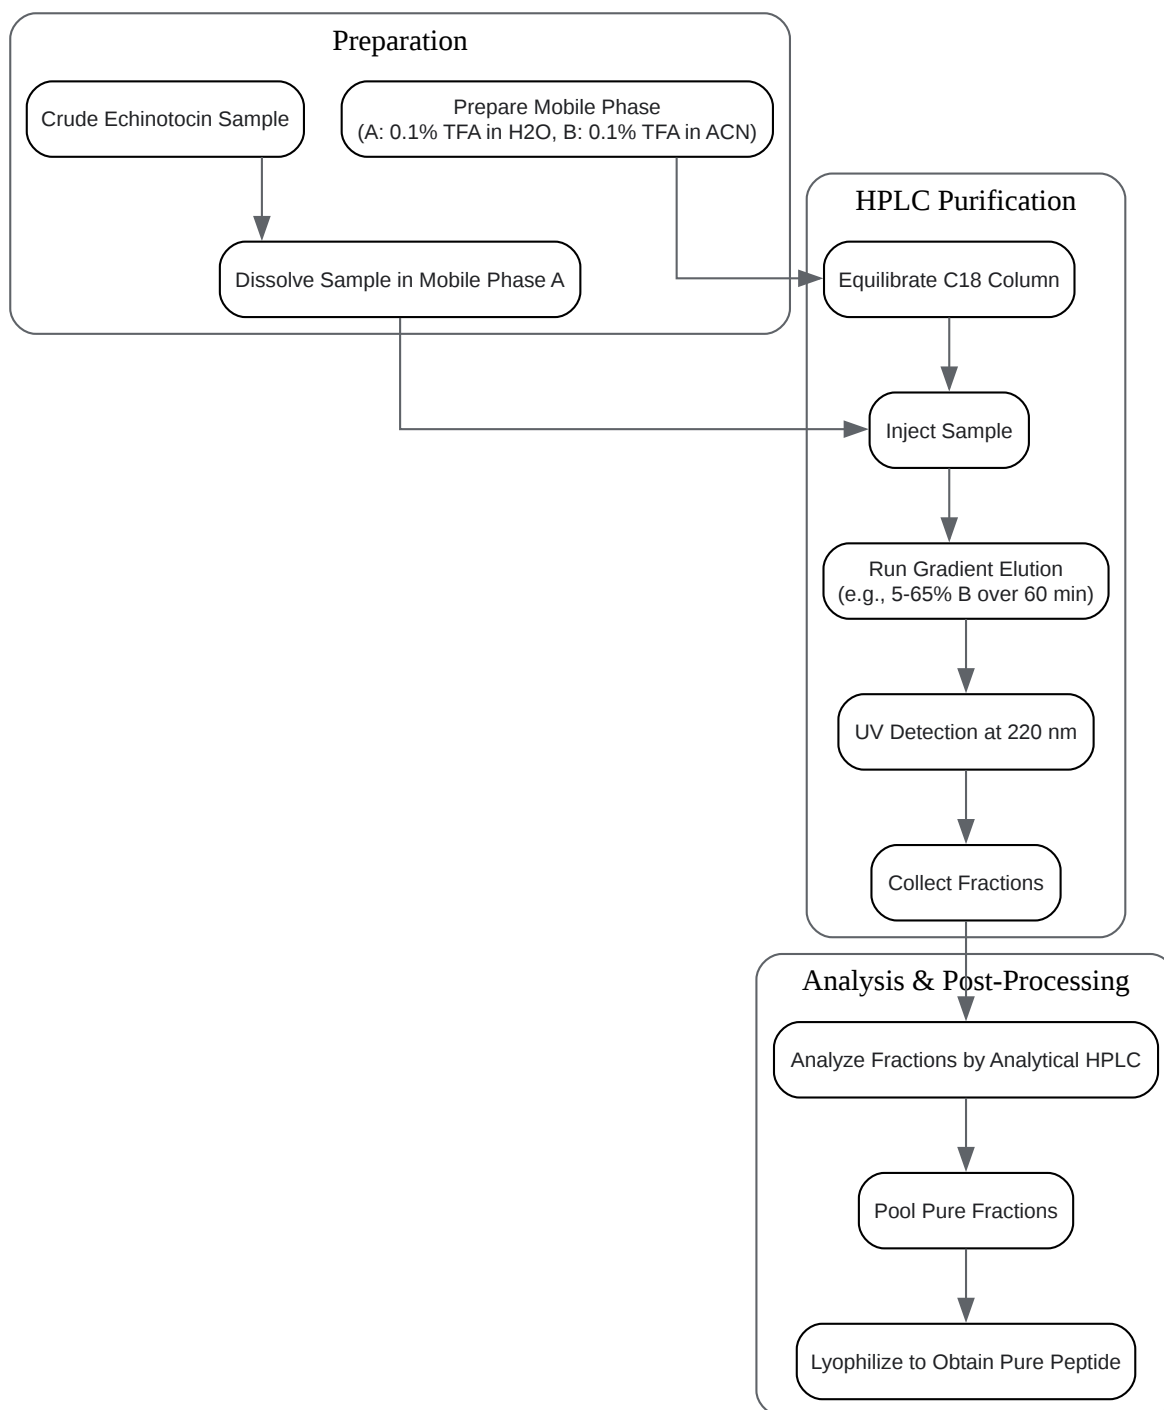 Preparation
Crude Echinotocin Sample
Prepare Mobile Phase
(A: 0.1% TFA in H2O, B: 0.1% TFA in ACN)
Dissolve Sample in Mobile Phase A
HPLC Purification
Equilibrate C18 Column
Inject Sample
Run Gradient Elution
(e.g., 5-65% B over 60 min)
UV Detection at 220 nm
Collect Fractions
Analysis & Post-Processing
Analyze Fractions by Analytical HPLC
Pool Pure Fractions
Lyophilize to Obtain Pure Peptide